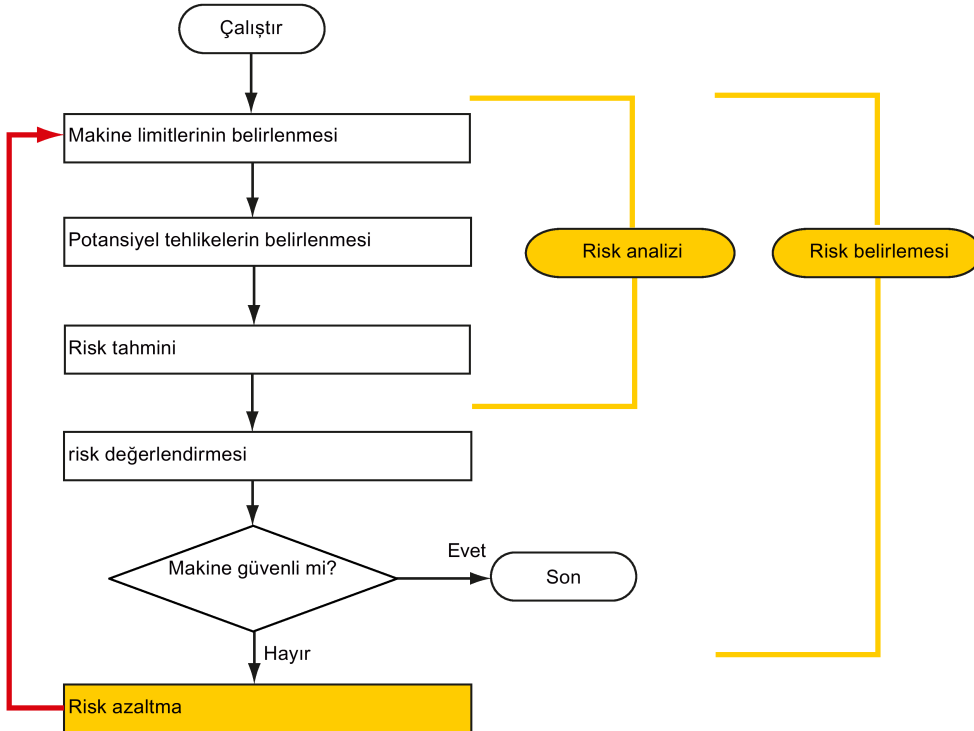 Çalıştır
Makine limitlerinin belirlenmesi
Potansiyel tehlikelerin belirlenmesi
Risk analizi
Risk belirlemesi
Risk tahmini
risk değerlendirmesi
Makine güvenli mi?
Evet
Son
Hayır
Risk azaltma